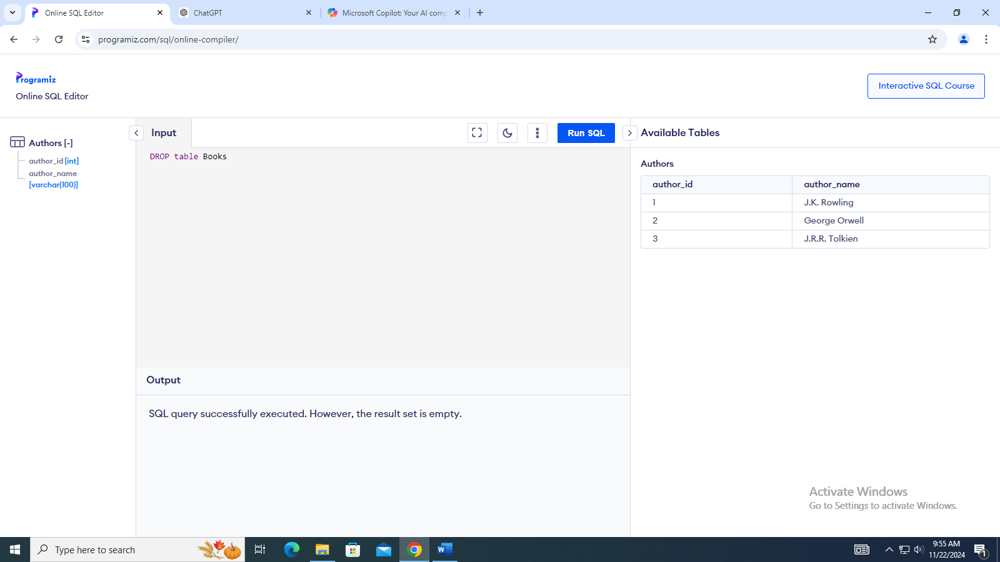 Online SQL Editor
ChatGPT
Microsoft Copilot: Your AI comp
programiz.com/sql/online-compiler/
Programiz
Online SQL Editor
Interactive SQL Course
Authors [-]
author_id [int]
author_name
[varchar(100)]
Input
Run SQL
DROP table Books
Output
SQL query successfully executed. However, the result set is empty.
Available Tables
Authors
author_id author_name
1 J.K. Rowling
2 George Orwell
3 J.R.R. Tolkien
Activate Windows
Go to Settings to activate Windows.
Type here to search
9:55 AM
11/22/2024
1